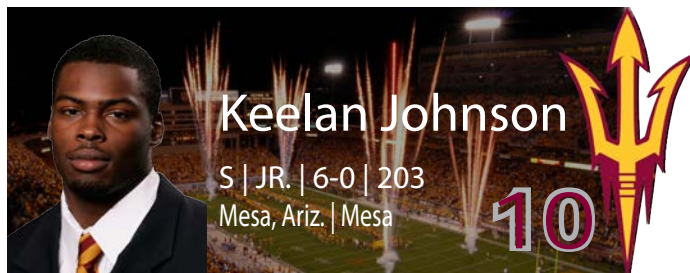 Keelan Johnson
S | JR. | 6-0 | 203
Mesa, Ariz. | Mesa
10